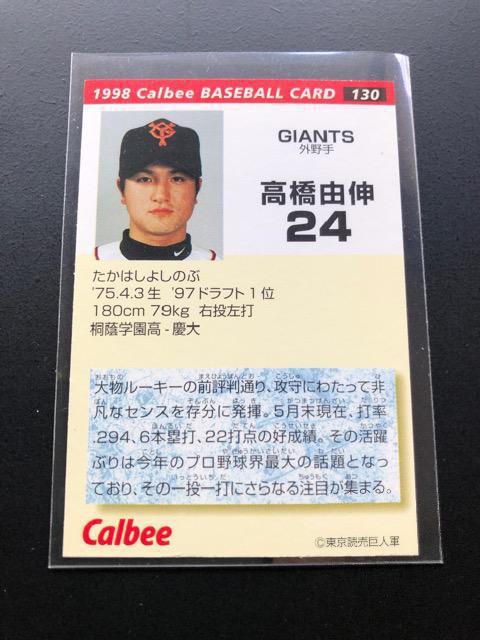 1998 Calbee BASEBALL CARD 130
GIANTS
外野手
高橋由伸
24
たかはしよしのぶ
'75.4.3生 '97ドラフト1位
180cm 79kg 右投左打
桐蔭学園高-慶大
大物ルーキーの前評判通り、攻守にわたって非
凡なセンスを存分に発揮。5月末現在、打率
.294、6本塁打、22打点の好成績。その活躍
ぶりは今年のプロ野球界最大の話題となっ
ており、その一投一打にさらなる注目が集まる。
Calbee
©東京読売巨人軍